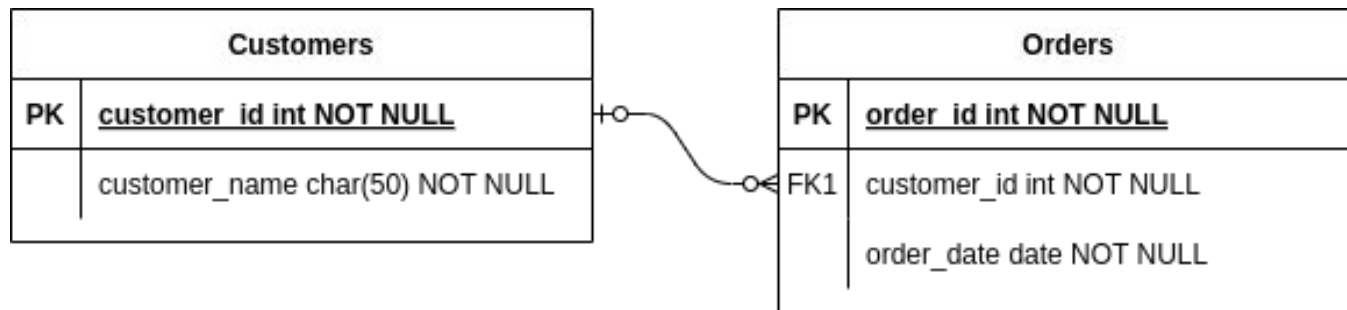 Customers
PK customer_id int NOT NULL
customer_name char(50) NOT NULL
Orders
PK order_id int NOT NULL
FK1 customer_id int NOT NULL
order_date date NOT NULL